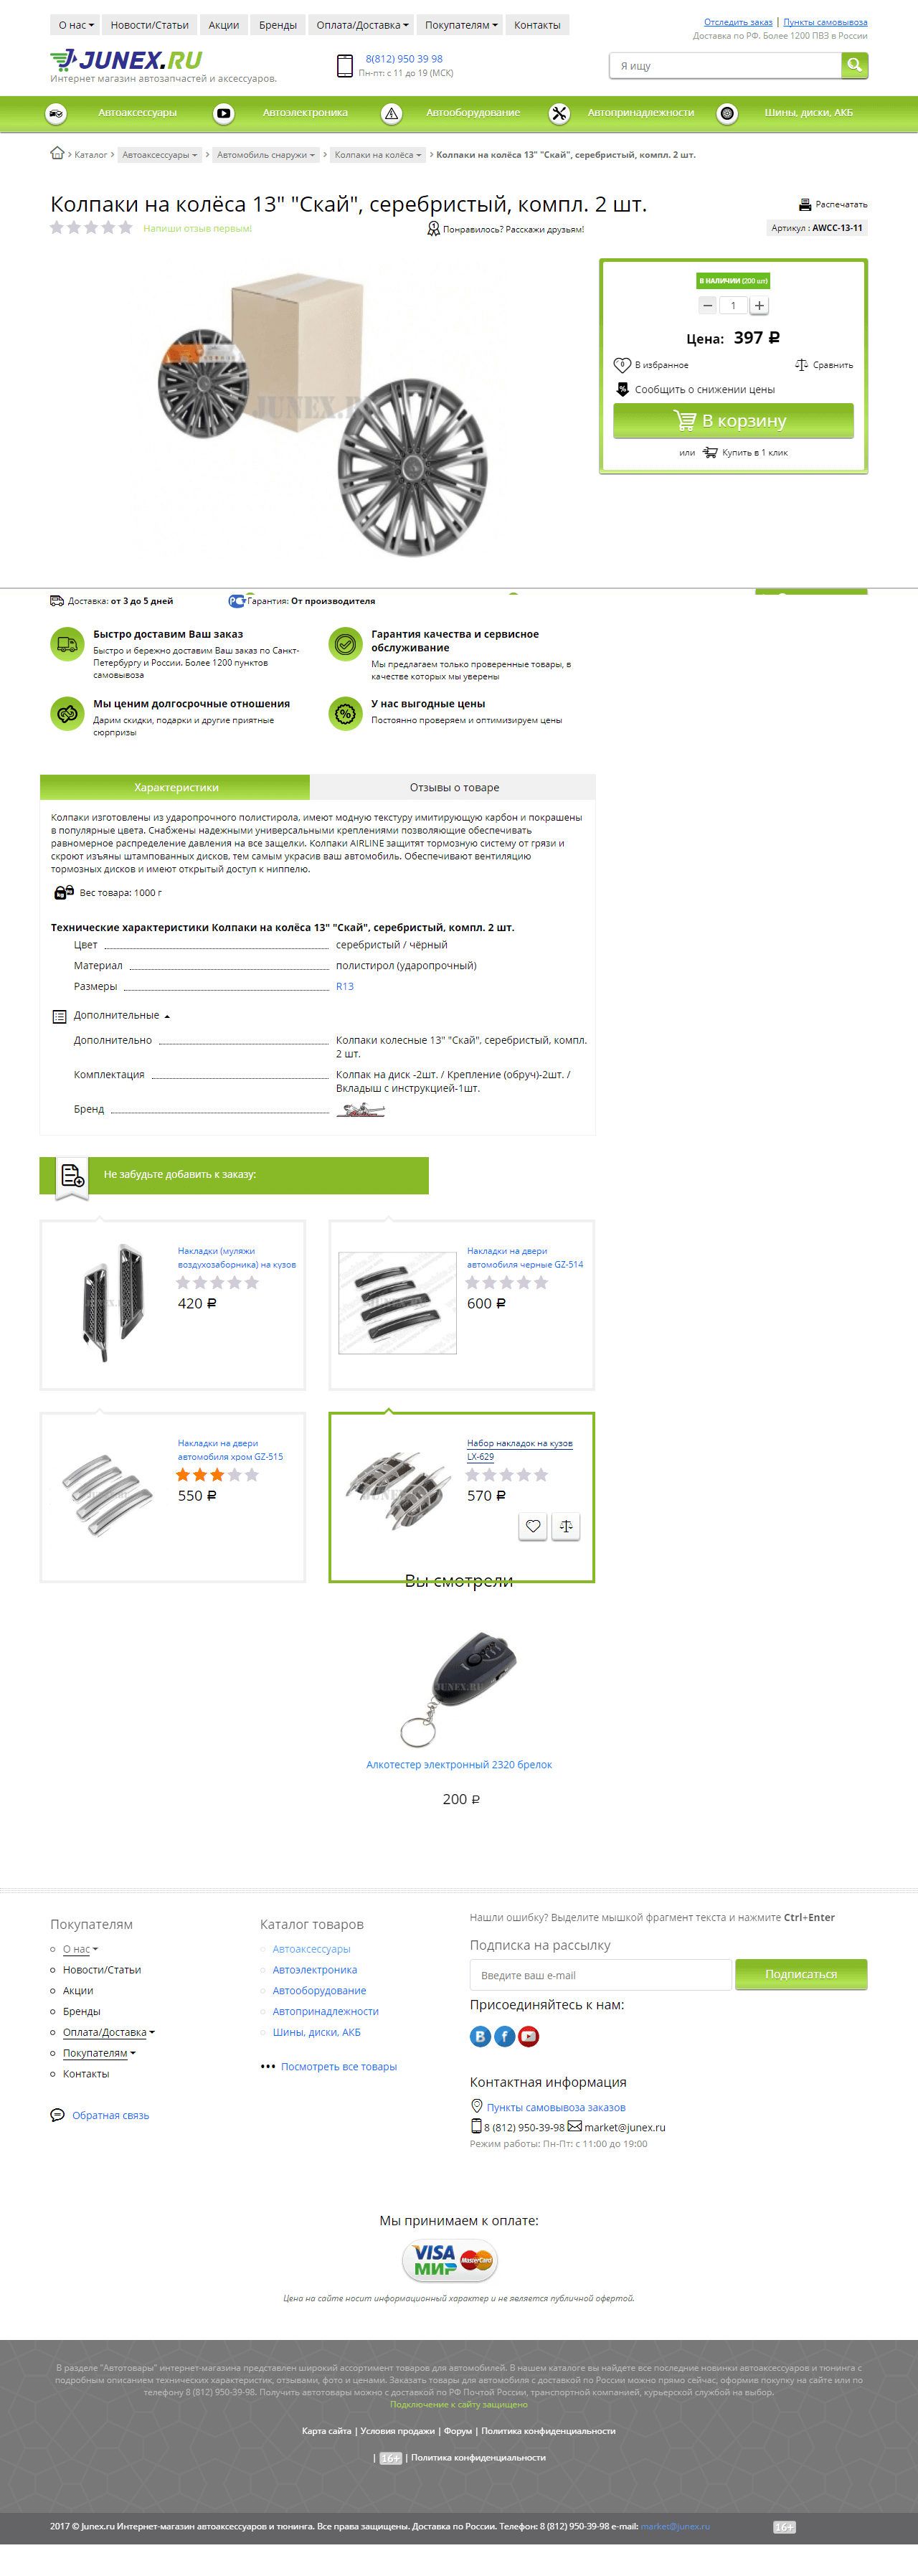 О нас Новости/Статьи Акции Бренды Оплата/Доставка Покупателям Контакты
Отследить заказ | Пункты самовывоза
Доставка по РФ. Более 1200 ПВЗ в России
JUNEX.RU
Интернет магазин автозапчастей и аксессуаров.
8(812) 950 39 98
Пн-пт: с 11 до 19 (МСК)
Я ищу
Автоаксессуары Автоэлектроника Автооборудование Автопринадлежности Шины, диски, АКБ
Каталог Автоаксессуары Автомобиль снаружи Колпаки на колёса Колпаки на колёса 13" "Скай", серебристый, компл. 2 шт.
Колпаки на колёса 13" "Скай", серебристый, компл. 2 шт.
Распечатать
Напиши отзыв первым!
Понравилось? Расскажи друзьям!
Артикул : AWCC-13-11
В НАЛИЧИИ (200 шт)
1
Цена: 397 ₽
0 В избранное
Сравнить
% Сообщить о снижении цены
В корзину
или Купить в 1 клик
JUNEX.RU
Доставка: от 3 до 5 дней
Гарантия: От производителя
Быстро доставим Ваш заказ
Быстро и бережно доставим Ваш заказ по Санкт-
Петербургу и России. Более 1200 пунктов
самовывоза
Гарантия качества и сервисное
обслуживание
Мы предлагаем только проверенные товары, в
качестве которых мы уверены
Мы ценим долгосрочные отношения
Дарим скидки, подарки и другие приятные
сюрпризы
У нас выгодные цены
Постоянно проверяем и оптимизируем цены
Характеристики
Отзывы о товаре
Колпаки изготовлены из ударопрочного полистирола, имеют модную текстуру имитирующую карбон и покрашены
в популярные цвета. Снабжены надежными универсальными креплениями позволяющие обеспечивать
равномерное распределение давления на все защелки. Колпаки AIRLINE защитят тормозную систему от грязи и
скроют изъяны штампованных дисков, тем самым украсив ваш автомобиль. Обеспечивают вентиляцию
тормозных дисков и имеют открытый доступ к ниппелю.
Вес товара: 1000 г
Технические характеристики Колпаки на колёса 13" "Скай", серебристый, компл. 2 шт.
Цвет серебристый / чёрный
Материал полистирол (ударопрочный)
Размеры R13
Дополнительные
Дополнительно Колпаки колесные 13" "Скай", серебристый, компл.
2 шт.
Комплектация Колпак на диск -2шт. / Крепление (обруч)-2шт. /
Вкладыш с инструкцией-1шт.
Бренд
Не забудьте добавить к заказу:
Накладки (муляжи
воздухозаборника) на кузов
420 ₽
Накладки на двери
автомобиля черные GZ-514
600 ₽
Накладки на двери
автомобиля хром GZ-515
550 ₽
Набор накладок на кузов
LX-629
570 ₽
Вы смотрели
JUNEX.RU
Алкотестер электронный 2320 брелок
200 ₽
Покупателям
О нас
Новости/Статьи
Акции
Бренды
Оплата/Доставка
Покупателям
Контакты
Обратная связь
Каталог товаров
Автоаксессуары
Автоэлектроника
Автооборудование
Автопринадлежности
Шины, диски, АКБ
Посмотреть все товары
Нашли ошибку? Выделите мышкой фрагмент текста и нажмите Ctrl+Enter
Подписка на рассылку
Введите ваш e-mail
Подписаться
Присоединяйтесь к нам:
Контактная информация
Пункты самовывоза заказов
8 (812) 950-39-98 market@junex.ru
Режим работы: Пн-Пт: с 11:00 до 19:00
Мы принимаем к оплате:
VISA МИР MasterCard
Цена на сайте носит информационный характер и не является публичной офертой.
В разделе "Автотовары" интернет-магазина представлен широкий ассортимент товаров для автомобилей. В нашем каталоге вы найдете все последние новинки автоаксессуаров и тюнинга с
подробным описанием технических характеристик, отзывами, фото и ценами. Заказать товары для автомобиля с доставкой по России можно прямо сейчас, оформив покупку на сайте или по
телефону 8 (812) 950-39-98. Получить автотовары можно с доставкой по РФ Почтой России, транспортной компанией, курьерской службой на выбор.
Подключение к сайту защищено
Карта сайта | Условия продажи | Форум | Политика конфиденциальности
| 16+ | Политика конфиденциальности
2017 © Junex.ru Интернет-магазин автоаксессуаров и тюнинга. Все права защищены. Доставка по России. Телефон: 8 (812) 950-39-98 e-mail: market@junex.ru
16+